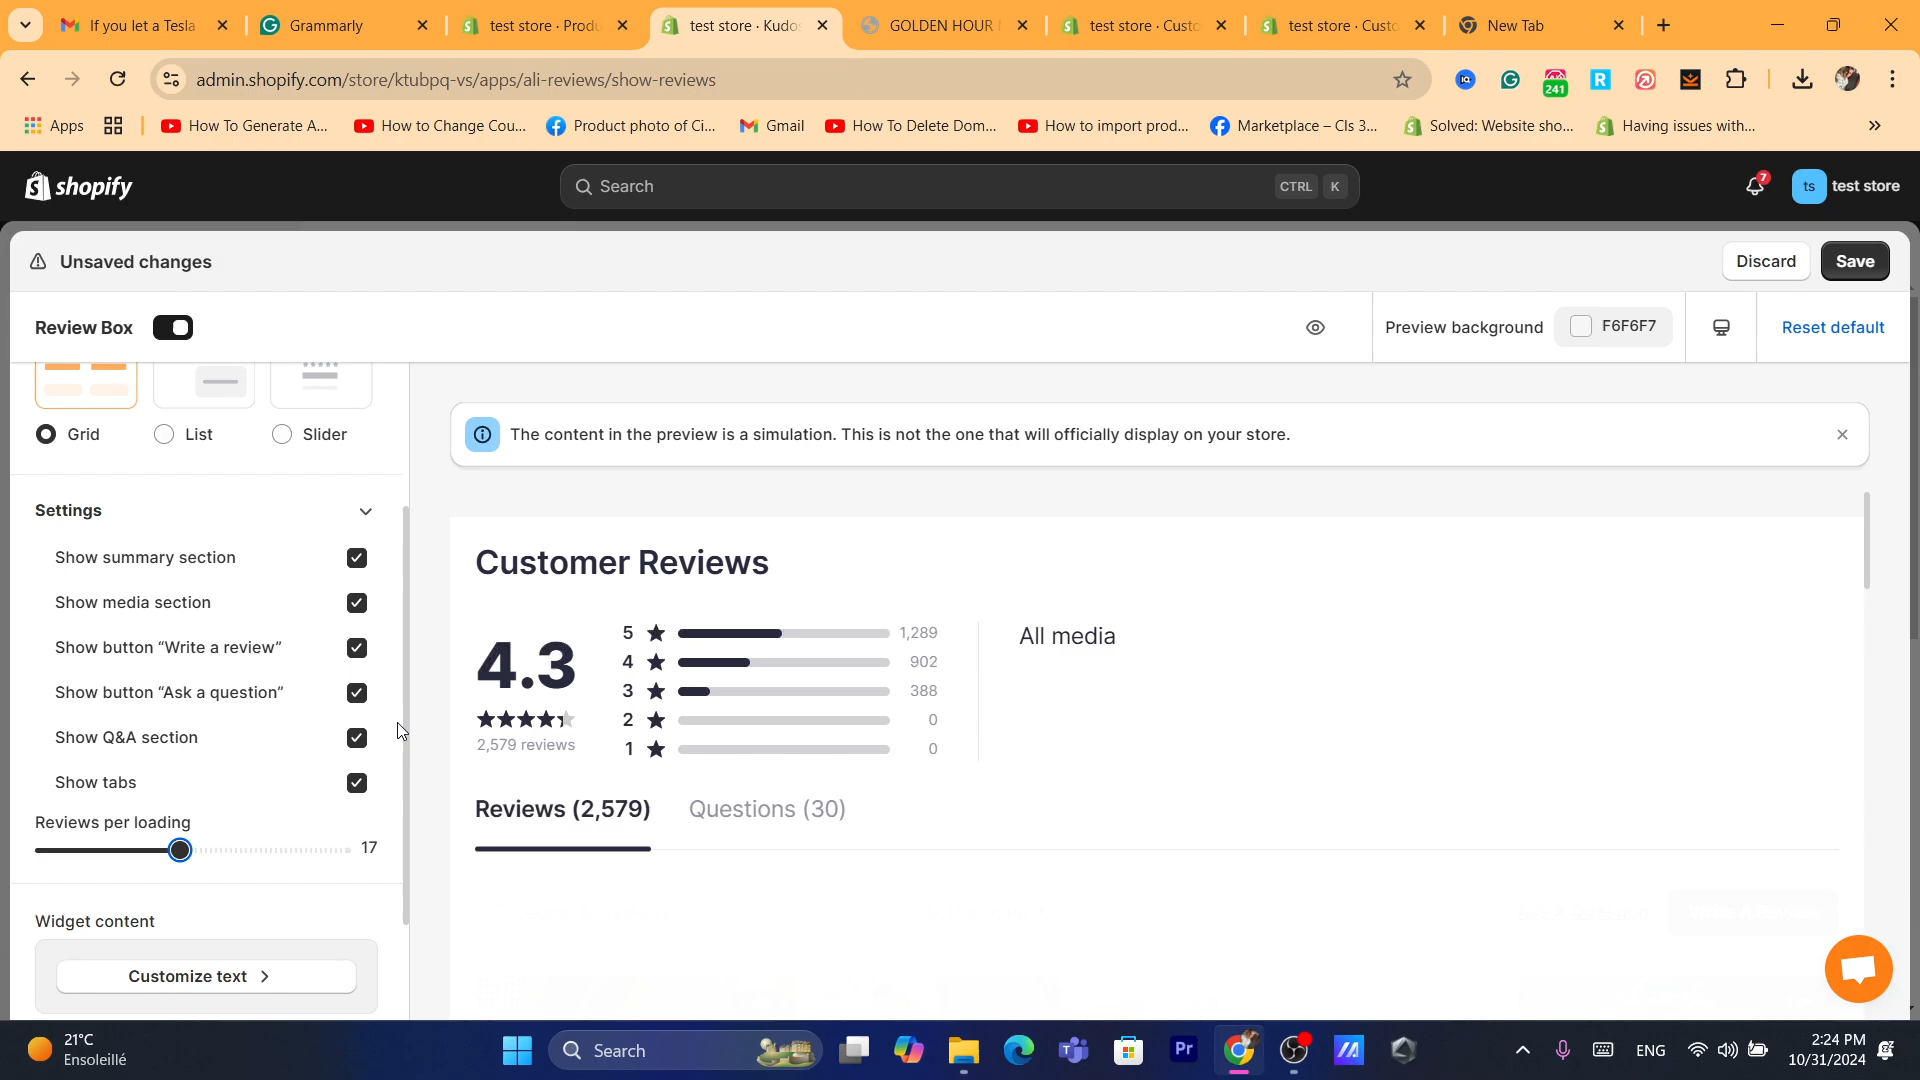 If you let a Tesla
Grammarly
test store · Produ
test store · Kudos
GOLDEN HOUR
test store · Custo
test store · Custo
New Tab
admin.shopify.com/store/ktubpq-vs/apps/ali-reviews/show-reviews
241
Apps
How To Generate A...
How to Change Cou...
Product photo of Ci...
Gmail
How To Delete Dom...
How to import prod...
Marketplace – Cls 3...
Solved: Website sho...
Having issues with...
shopify
Search
CTRL K
7
ts
test store
Unsaved changes
Discard
Save
Review Box
Preview background
F6F6F7
Reset default
Grid
List
Slider
Settings
Show summary section
Show media section
Show button “Write a review”
Show button “Ask a question”
Show Q&A section
Show tabs
Reviews per loading
17
Widget content
Customize text
The content in the preview is a simulation. This is not the one that will officially display on your store.
Customer Reviews
4.3
2,579 reviews
5 1,289
4 902
3 388
2 0
1 0
All media
Reviews (2,579)
Questions (30)
21°C
Ensoleillé
Search
Pr
ENG
2:24 PM
10/31/2024